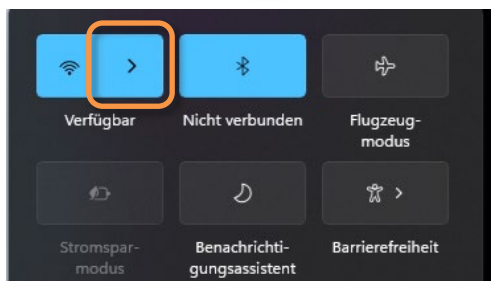 Verfügbar
Nicht verbunden
Flugzeug-
modus
Stromspar-
modus
Benachrichti-
gungsassistent
Barrierefreiheit